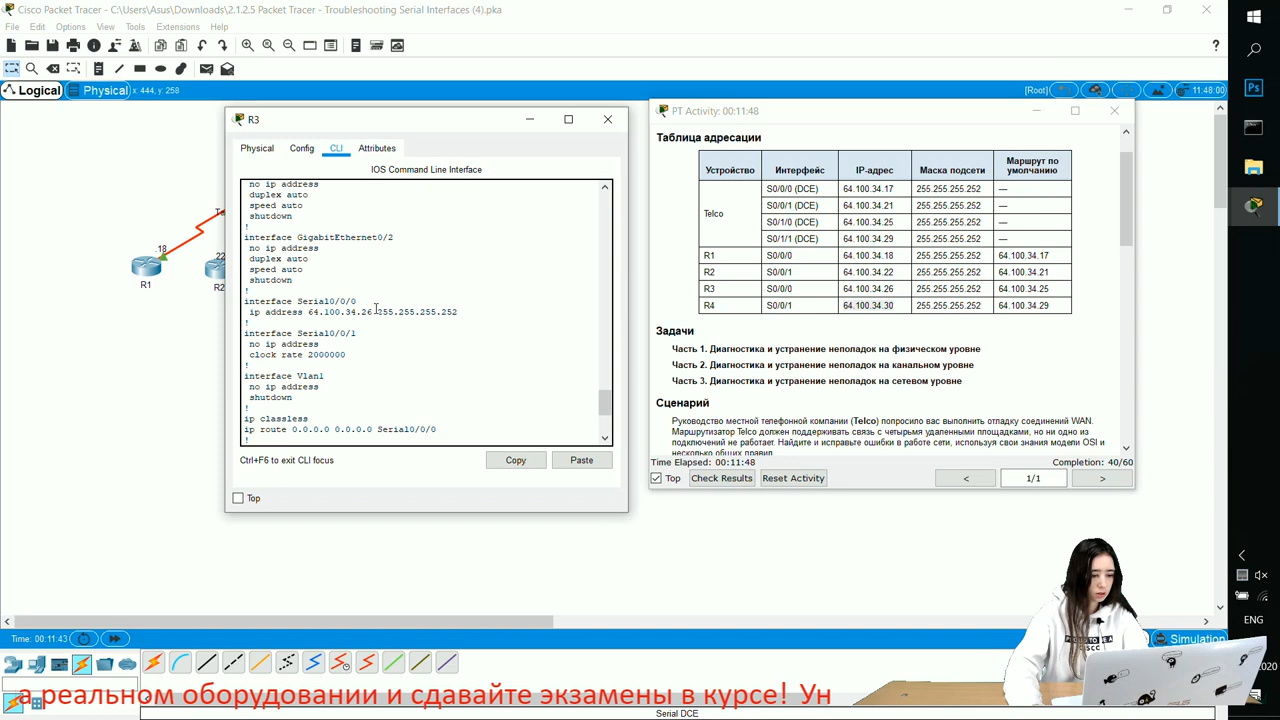 Cisco Packet Tracer - C:\Users\Asus\Downloads\2.1.2.5 Packet Tracer - Troubleshooting Serial Interfaces (4).pka
File Edit Options View Tools Extensions Help
Logical Physical x: 444, y: 258 [Root] 11:48:00
R3
Physical Config CLI Attributes
IOS Command Line Interface
no ip address
duplex auto
speed auto
shutdown
!
interface GigabitEthernet0/2
no ip address
duplex auto
speed auto
shutdown
!
interface Serial0/0/0
ip address 64.100.34.26 255.255.255.252
!
interface Serial0/0/1
no ip address
clock rate 2000000
!
interface Vlan1
no ip address
shutdown
!
ip classless
ip route 0.0.0.0 0.0.0.0 Serial0/0/0
!
Ctrl+F6 to exit CLI focus Copy Paste
Top
.18
R1
22
R2
PT Activity: 00:11:48
Таблица адресации
Устройство Интерфейс IP-адрес Маска подсети Маршрут по умолчанию
Telco S0/0/0 (DCE) 64.100.34.17 255.255.255.252 —
S0/0/1 (DCE) 64.100.34.21 255.255.255.252 —
S0/1/0 (DCE) 64.100.34.25 255.255.255.252 —
S0/1/1 (DCE) 64.100.34.29 255.255.255.252 —
R1 S0/0/0 64.100.34.18 255.255.255.252 64.100.34.17
R2 S0/0/1 64.100.34.22 255.255.255.252 64.100.34.21
R3 S0/0/0 64.100.34.26 255.255.255.252 64.100.34.25
R4 S0/0/1 64.100.34.30 255.255.255.252 64.100.34.29
Задачи
Часть 1. Диагностика и устранение неполадок на физическом уровне
Часть 2. Диагностика и устранение неполадок на канальном уровне
Часть 3. Диагностика и устранение неполадок на сетевом уровне
Сценарий
Руководство местной телефонной компании (Telco) попросило вас выполнить отладку соединений WAN.
Маршрутизатор Telco должен поддерживать связь с четырьмя удаленными площадками, но ни одно из
подключений не работает. Найдите и исправьте ошибки в работе сети, используя свои знания модели OSI и
несколько общих правил
Time Elapsed: 00:11:48 Completion: 40/60
Top Check Results Reset Activity < 1/1 >
Time: 00:11:43 Simulation
а реальном оборудовании и сдавайте экзамены в курсе! Ун
Serial DCE
Ps
ENG